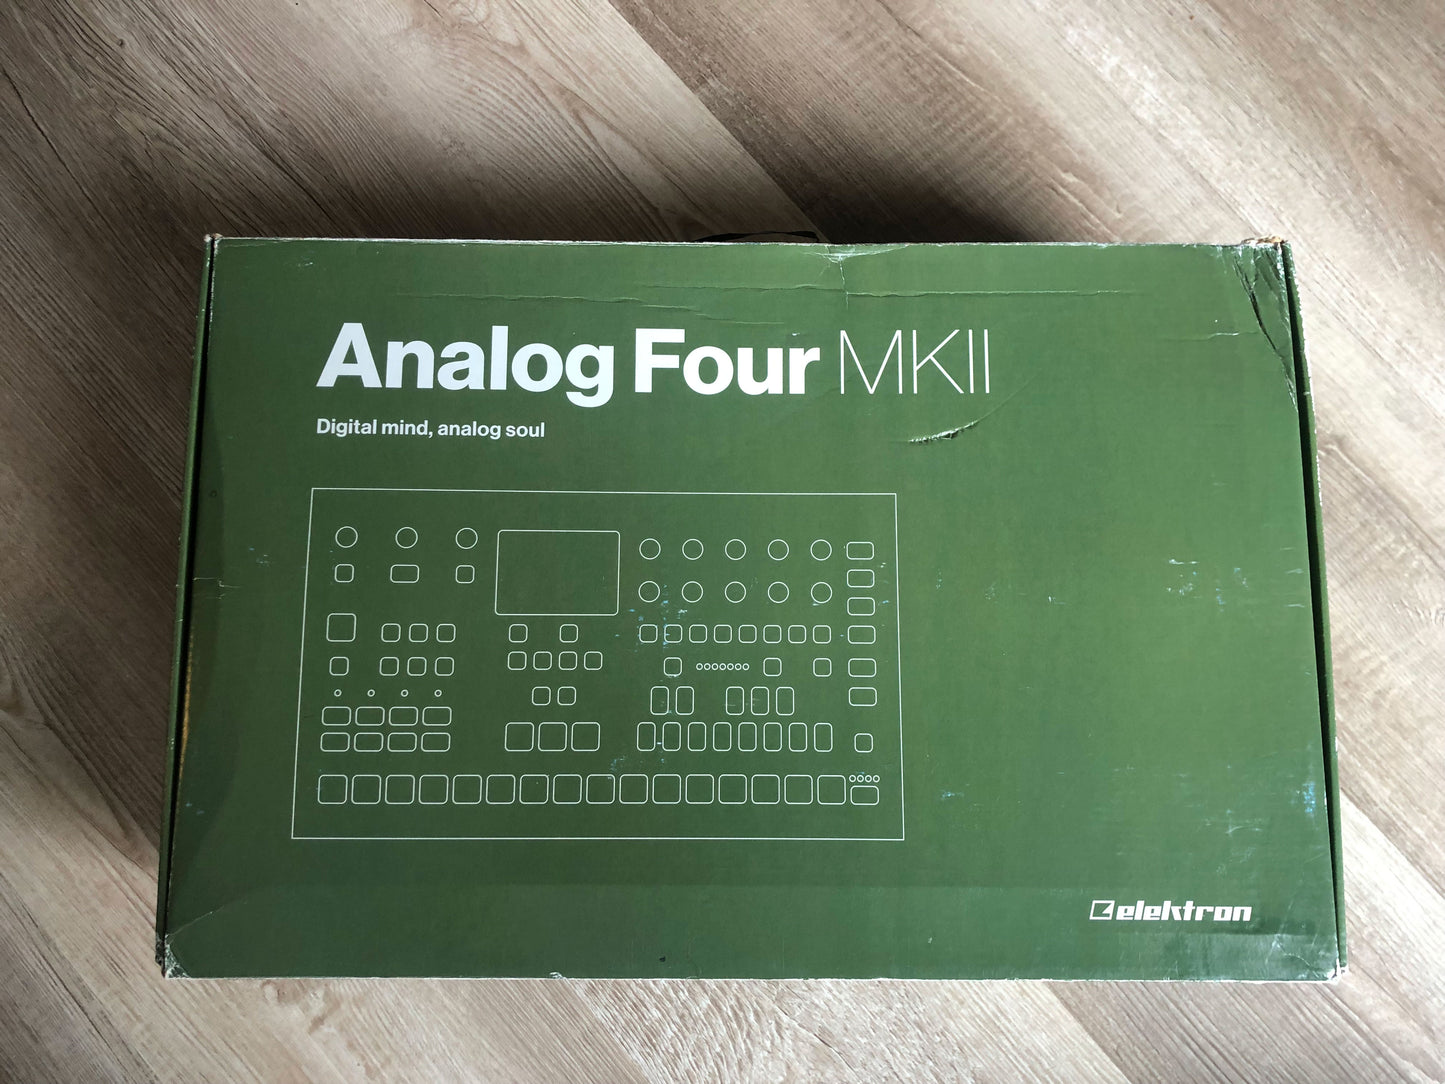 Analog Four MKII
Digital mind, analog soul
elektron